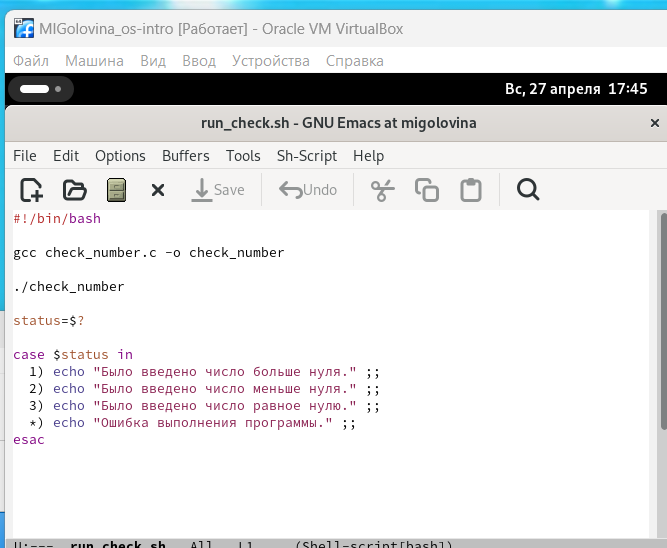 MIGolovina_os-intro [Работает] - Oracle VM VirtualBox
Файл Машина Вид Ввод Устройства Справка
Вс, 27 апреля 17:45
run_check.sh - GNU Emacs at migolovina
File Edit Options Buffers Tools Sh-Script Help
Save Undo
#!/bin/bash
gcc check_number.c -o check_number
./check_number
status=$?
case $status in
1) echo "Было введено число больше нуля." ;;
2) echo "Было введено число меньше нуля." ;;
3) echo "Было введено число равное нулю." ;;
*) echo "Ошибка выполнения программы." ;;
esac
U:--- run_check.sh All L1 (Shell-script[bash])